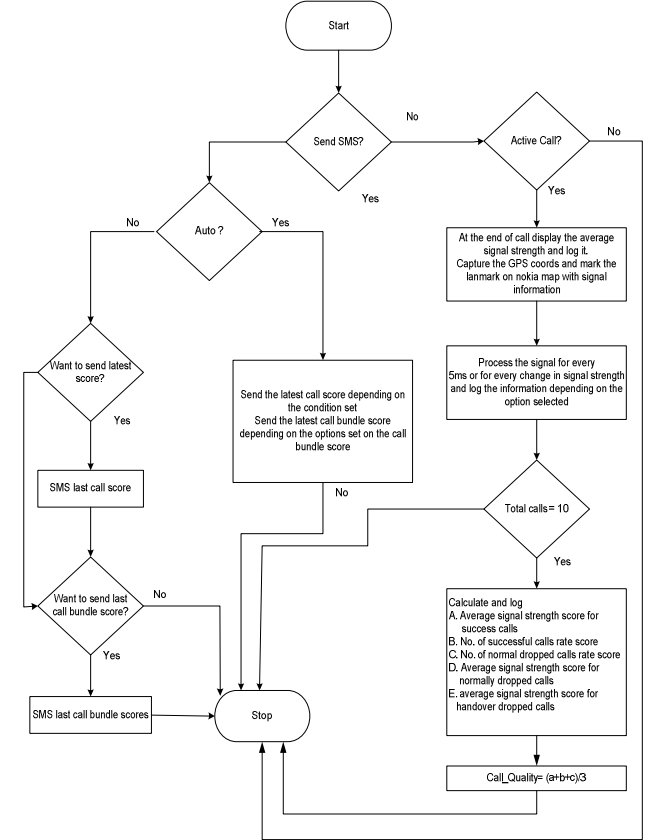 Start
Send SMS?
No
Active Call?
No
Yes
Yes
Auto ?
No
Yes
At the end of call display the average
signal strength and log it.
Capture the GPS coords and mark the
lanmark on nokia map with signal
information
Process the signal for every
5ms or for every change in signal strength
and log the information depending on the
option selected
Want to send latest
score?
Yes
Send the latest call score depending on
the condition set
Send the latest call bundle score
depending on the options set on the call
bundle score
No
SMS last call score
Total calls= 10
Yes
Want to send last
call bundle score?
No
Yes
Calculate and log
A. Average signal strength score for
success calls
B. No. of successful calls rate score
C. No. of normal dropped calls rate score
D. Average signal strength score for
normally dropped calls
E. average signal strength score for
handover dropped calls
SMS last call bundle scores
Stop
Call_Quality= (a+b+c)/3